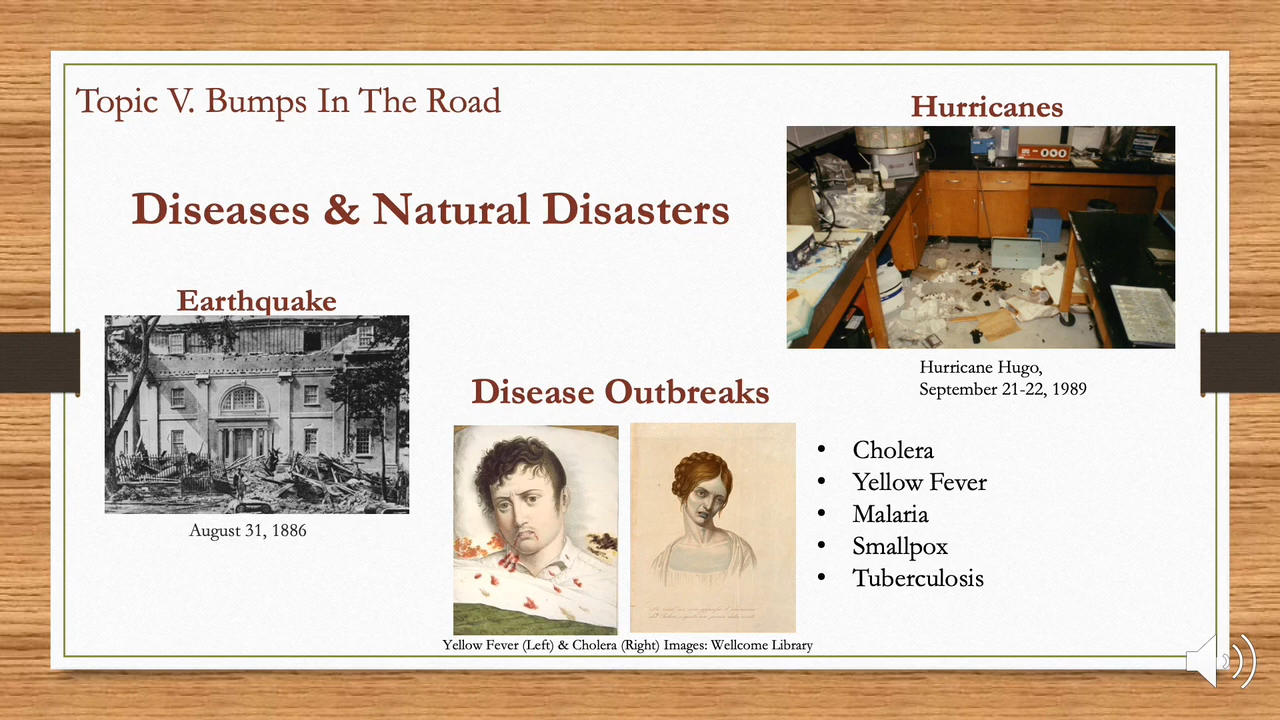 Topic V. Bumps In The Road
Diseases & Natural Disasters
Hurricanes
Hurricane Hugo,
September 21-22, 1989
Earthquake
August 31, 1886
Disease Outbreaks
• Cholera
• Yellow Fever
• Malaria
• Smallpox
• Tuberculosis
Yellow Fever (Left) & Cholera (Right) Images: Wellcome Library